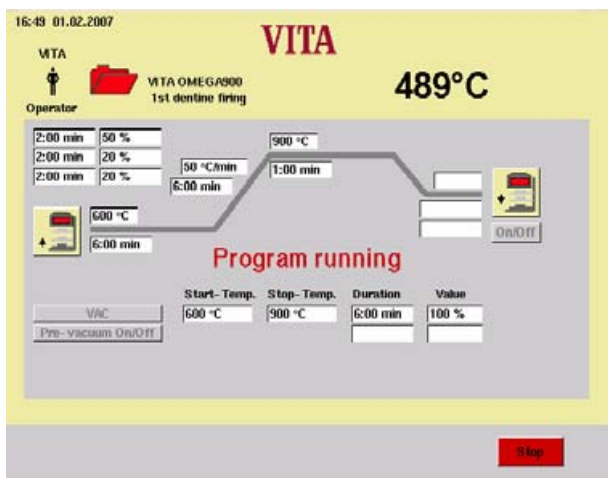 16:49 01.02.2007
VITA
VITA
Operator
VITA OMEGA900
1st dentine firing
489°C
2:00 min 50 %
2:00 min 20 %
2:00 min 20 %
50 °C/min
6:00 min
900 °C
1:00 min
600 °C
6:00 min
On/Off
Program running
Start-Temp. Stop-Temp. Duration Value
VAC 600 °C 900 °C 6:00 min 100 %
Pre-vacuum On/Off
Stop